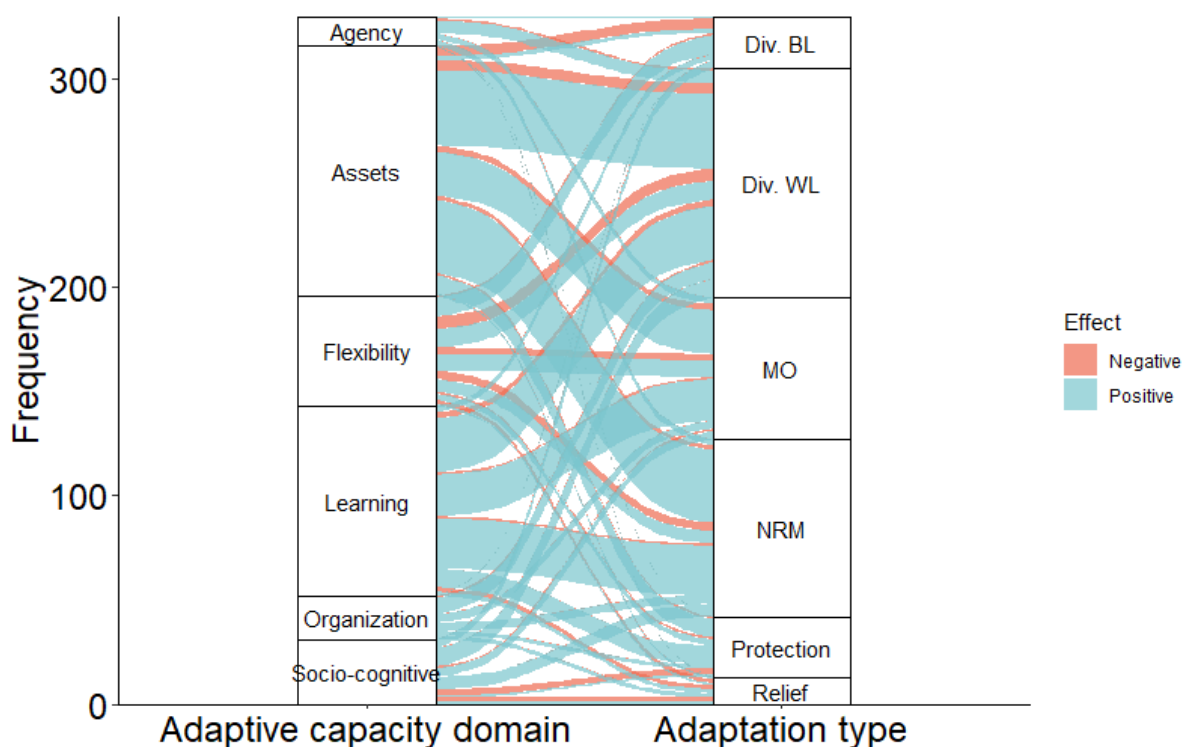 Frequency
300
200
100
0
Agency
Assets
Flexibility
Learning
Organization
Socio-cognitive
Div. BL
Div. WL
MO
NRM
Protection
Relief
Adaptive capacity domain
Adaptation type
Effect
Negative
Positive